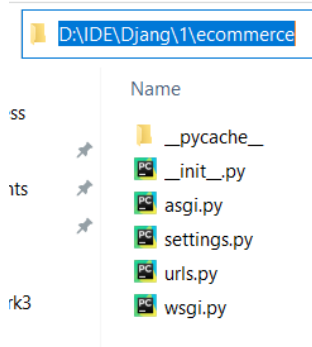 D:\IDE\Djang\1\ecommerce
Name
ss
__pycache__
__init__.py
asgi.py
nts
settings.py
urls.py
rk3
wsgi.py